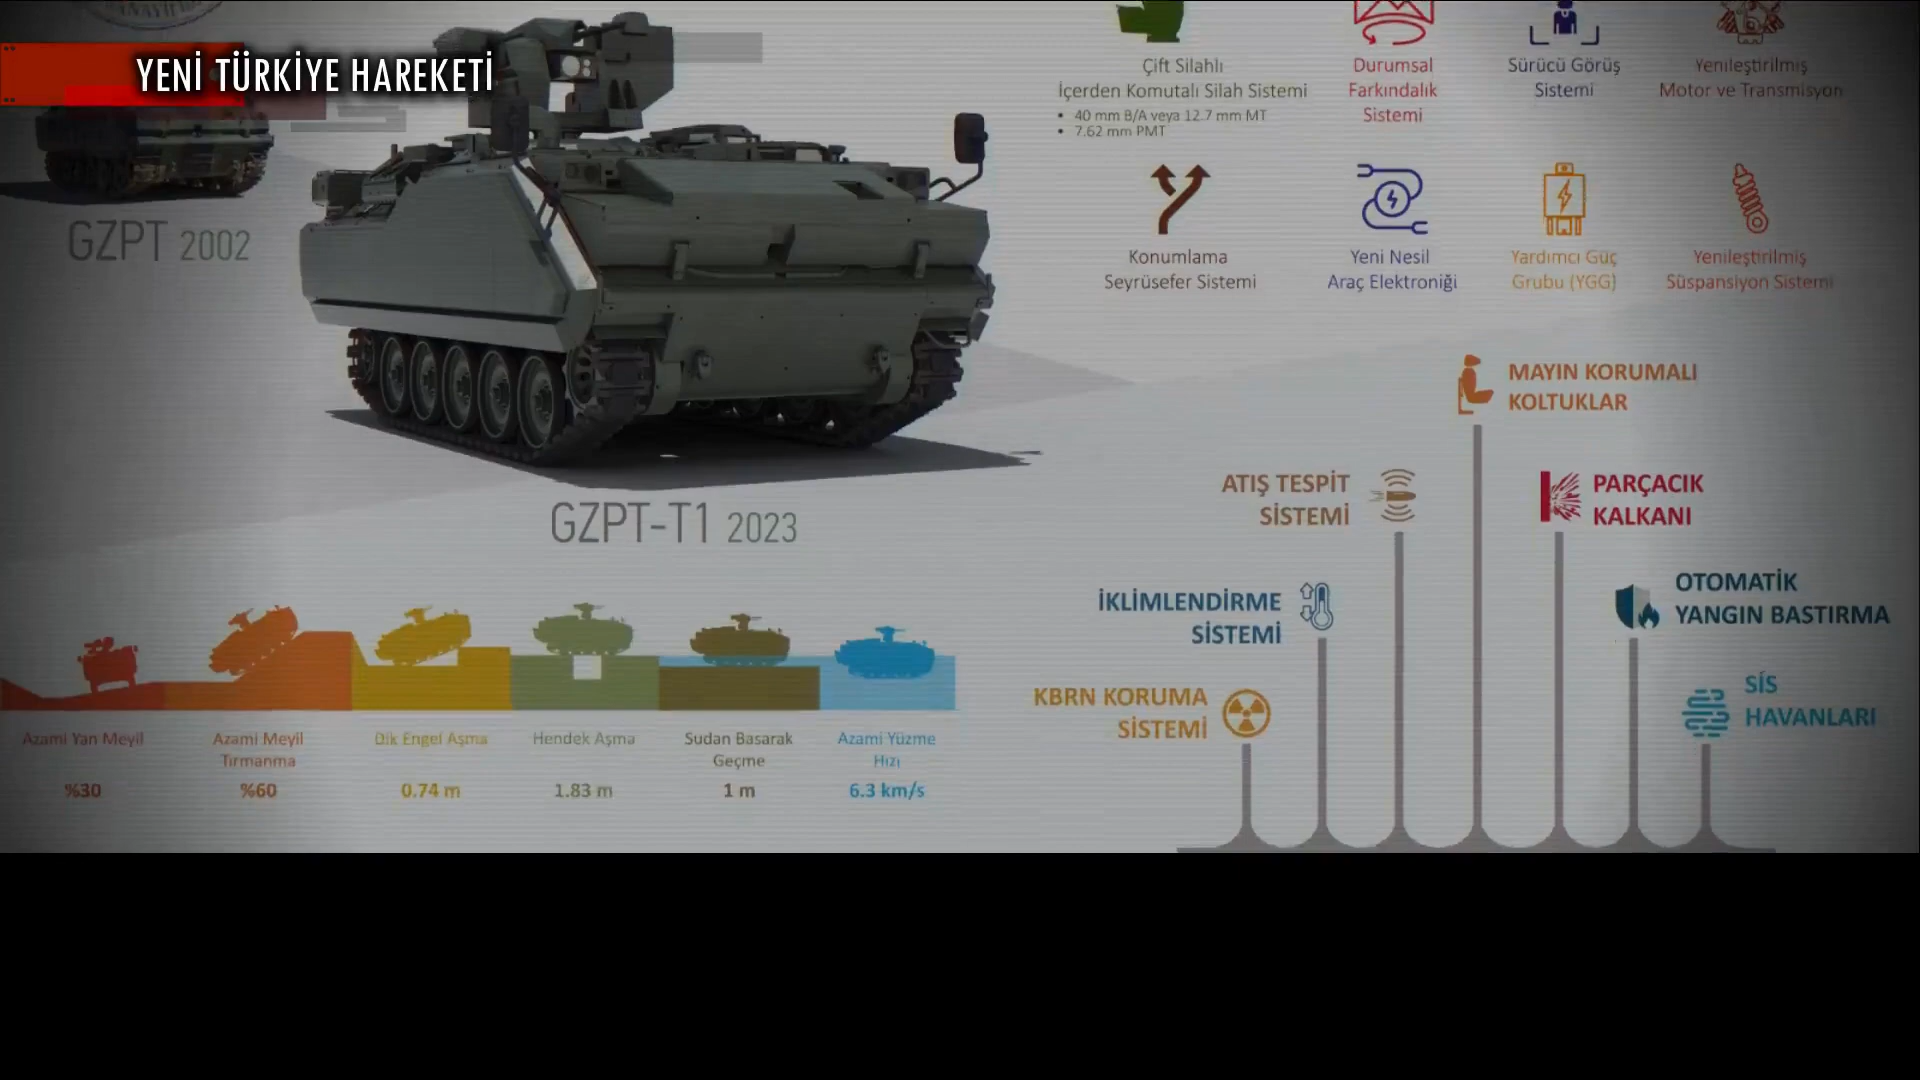 YENİ TÜRKİYE HAREKETİ
GZPT 2002
GZPT-T1 2023
Çift Silahlı
İçerden Komutalı Silah Sistemi
• 40 mm B/A veya 12.7 mm MT
• 7.62 mm PMT
Durumsal
Farkındalık
Sistemi
Sürücü Görüş
Sistemi
Yenileştirilmiş
Motor ve Transmisyon
Konumlama
Seyrüsefer Sistemi
Yeni Nesil
Araç Elektroniği
Yardımcı Güç
Grubu (YGG)
Yenileştirilmiş
Süspansiyon Sistemi
MAYIN KORUMALI
KOLTUKLAR
ATIŞ TESPİT
SİSTEMİ
PARÇACIK
KALKANI
İKLİMLENDİRME
SİSTEMİ
OTOMATİK
YANGIN BASTIRMA
KBRN KORUMA
SİSTEMİ
SİS
HAVANLARI
Azami Yan Meyil
%30
Azami Meyil
Tırmanma
%60
Dik Engel Aşma
0.74 m
Hendek Aşma
1.83 m
Sudan Basarak
Geçme
1 m
Azami Yüzme
Hızı
6.3 km/s